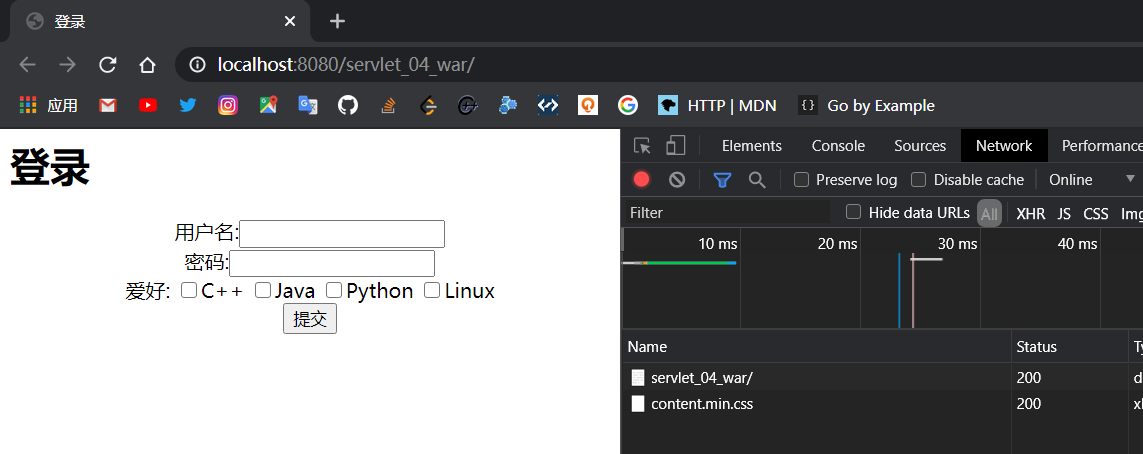 登录
localhost:8080/servlet_04_war/
应用 HTTP | MDN Go by Example
登录
用户名:
密码:
爱好: C++ Java Python Linux
提交
Elements Console Sources Network Performance
Preserve log Disable cache Online
Filter Hide data URLs All XHR JS CSS Img
10 ms 20 ms 30 ms 40 ms
Name Status Ty
servlet_04_war/ 200 d
content.min.css 200 xl